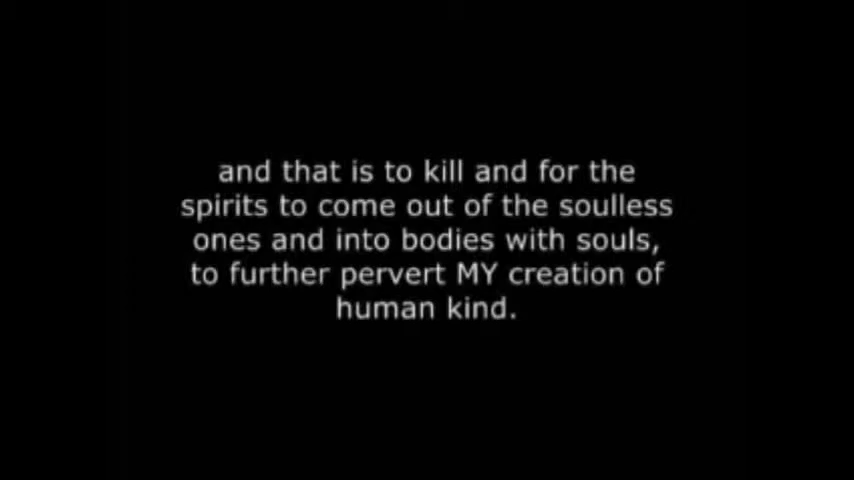 and that is to kill and for the
spirits to come out of the soulless
ones and into bodies with souls,
to further pervert MY creation of
human kind.